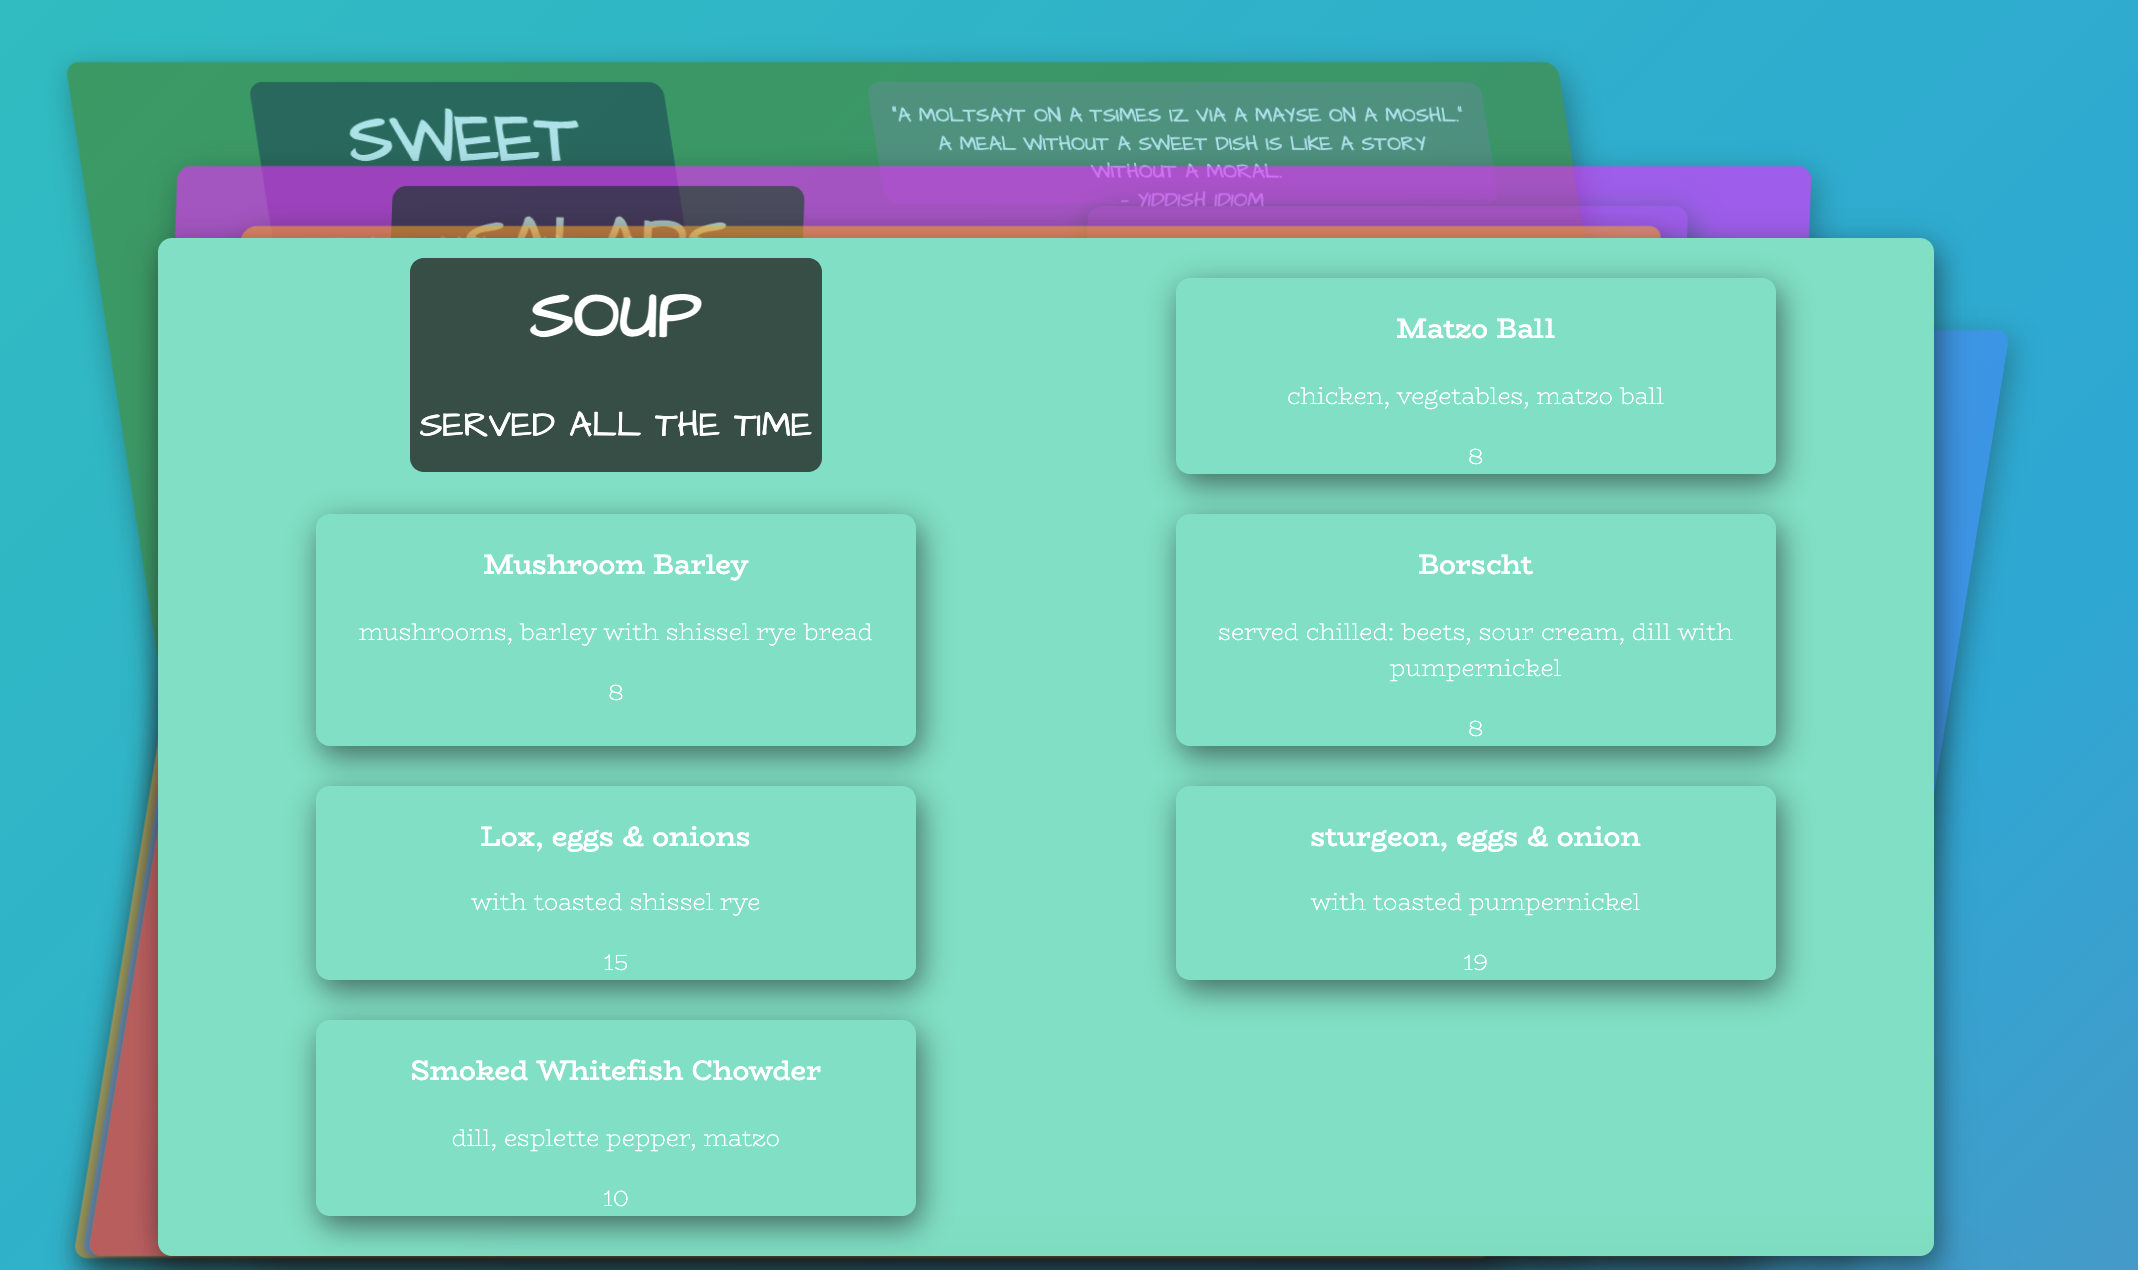 SWEET
"A MOLTSAYT ON A TSIMES IZ VIA A MAYSE ON A MOSHL."
A MEAL WITHOUT A SWEET DISH IS LIKE A STORY
WITHOUT A MORAL.
- YIDDISH IDIOM
SALADS
SOUP
SERVED ALL THE TIME
Matzo Ball
chicken, vegetables, matzo ball
8
Mushroom Barley
mushrooms, barley with shissel rye bread
8
Borscht
served chilled: beets, sour cream, dill with
pumpernickel
8
Lox, eggs & onions
with toasted shissel rye
15
sturgeon, eggs & onion
with toasted pumpernickel
19
Smoked Whitefish Chowder
dill, esplette pepper, matzo
10